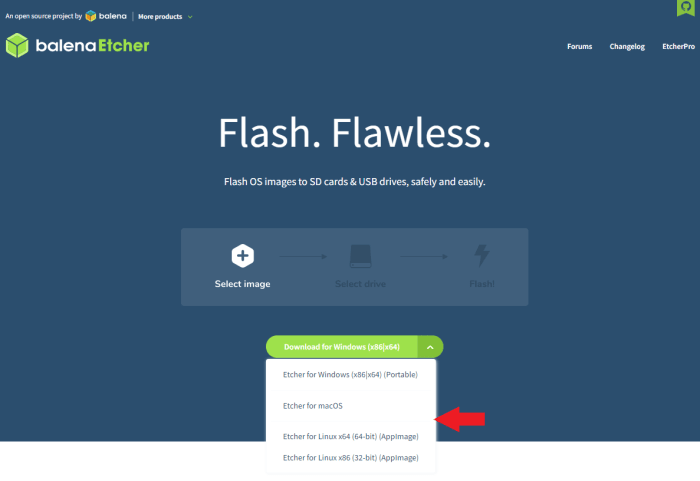 An open source project by balena More products
balenaEtcher
Forums Changelog EtcherPro
Flash. Flawless.
Flash OS images to SD cards & USB drives, safely and easily.
Select image Select drive Flash!
Download for Windows (x86|x64)
Etcher for Windows (x86|x64) (Portable)
Etcher for macOS
Etcher for Linux x64 (64-bit) (AppImage)
Etcher for Linux x86 (32-bit) (AppImage)